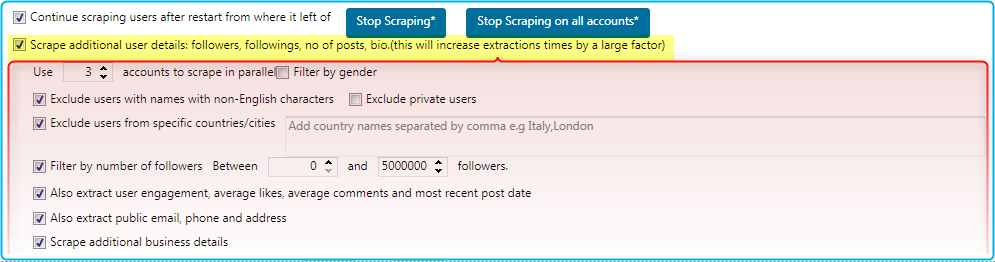 Continue scraping users after restart from where it left of Stop Scraping* Stop Scraping on all accounts*
Scrape additional user details: followers, followings, no of posts, bio.(this will increase extractions times by a large factor)
Use 3 accounts to scrape in parallel Filter by gender
Exclude users with names with non-English characters Exclude private users
Exclude users from specific countries/cities Add country names separated by comma e.g Italy,London
Filter by number of followers Between 0 and 5000000 followers.
Also extract user engagement, average likes, average comments and most recent post date
Also extract public email, phone and address
Scrape additional business details